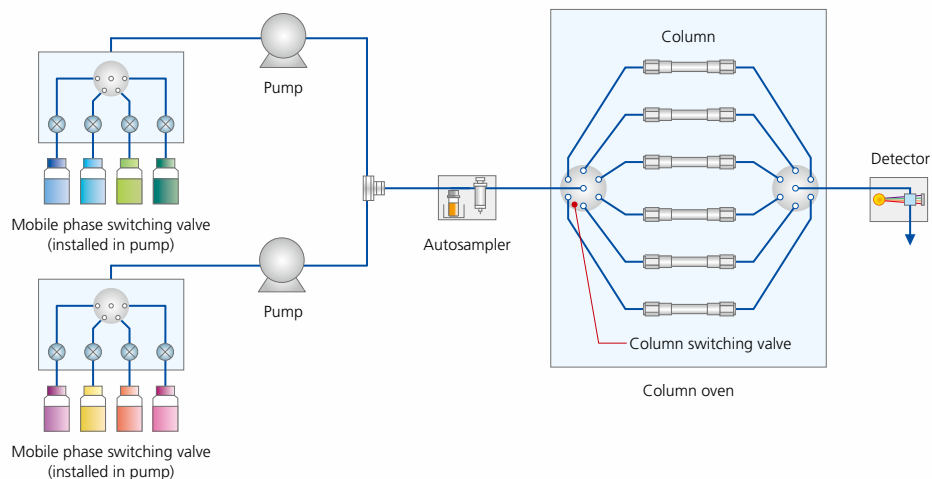 Pump
Mobile phase switching valve
(installed in pump)
Pump
Mobile phase switching valve
(installed in pump)
Autosampler
Column
Column switching valve
Column oven
Detector